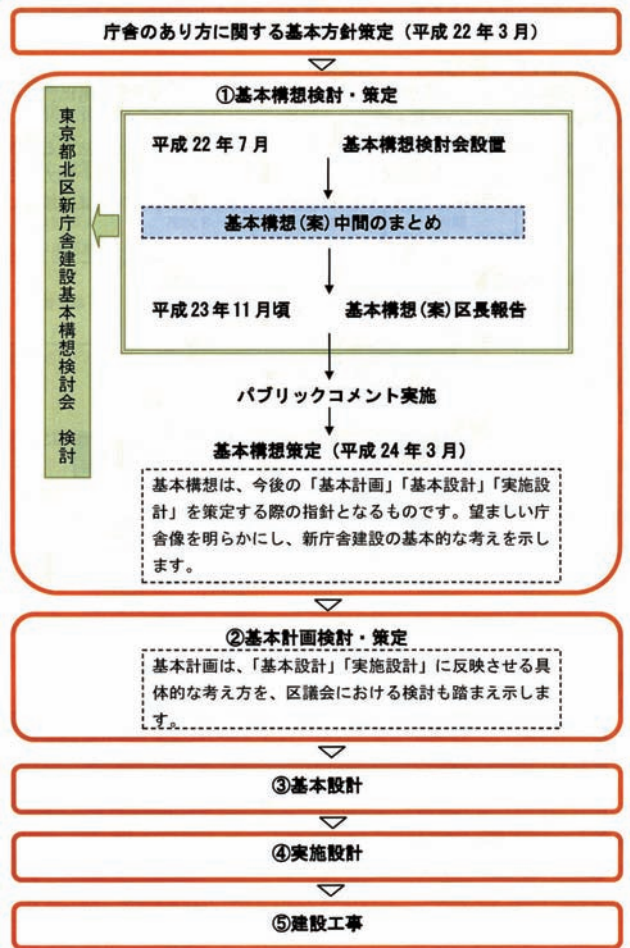 庁舎のあり方に関する基本方針策定（平成22年3月）
①基本構想検討・策定
東京都北区新庁舎建設基本構想検討会　検討
平成22年7月　基本構想検討会設置
基本構想(案)中間のまとめ
平成23年11月頃　基本構想(案)区長報告
パブリックコメント実施
基本構想策定（平成24年3月）
基本構想は、今後の「基本計画」「基本設計」「実施設
計」を策定する際の指針となるものです。望ましい庁
舎像を明らかにし、新庁舎建設の基本的な考えを示し
ます。
②基本計画検討・策定
基本計画は、「基本設計」「実施設計」に反映させる具
体的な考え方を、区議会における検討も踏まえ示しま
す。
③基本設計
④実施設計
⑤建設工事